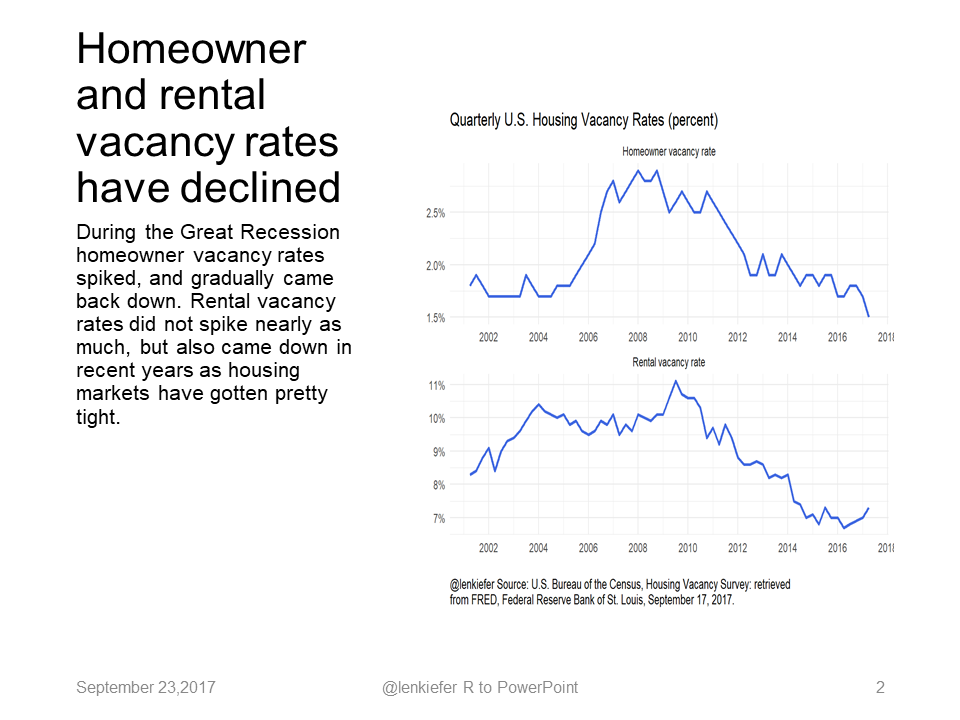 Homeowner
and rental
vacancy rates
have declined
During the Great Recession
homeowner vacancy rates
spiked, and gradually came
back down. Rental vacancy
rates did not spike nearly as
much, but also came down in
recent years as housing
markets have gotten pretty
tight.
Quarterly U.S. Housing Vacancy Rates (percent)
Homeowner vacancy rate
2.5%
2.0%
1.5%
2002 2004 2006 2008 2010 2012 2014 2016 2018
Rental vacancy rate
11%
10%
9%
8%
7%
2002 2004 2006 2008 2010 2012 2014 2016 2018
@lenkiefer Source: U.S. Bureau of the Census, Housing Vacancy Survey: retrieved
from FRED, Federal Reserve Bank of St. Louis, September 17, 2017.
September 23,2017 @lenkiefer R to PowerPoint 2